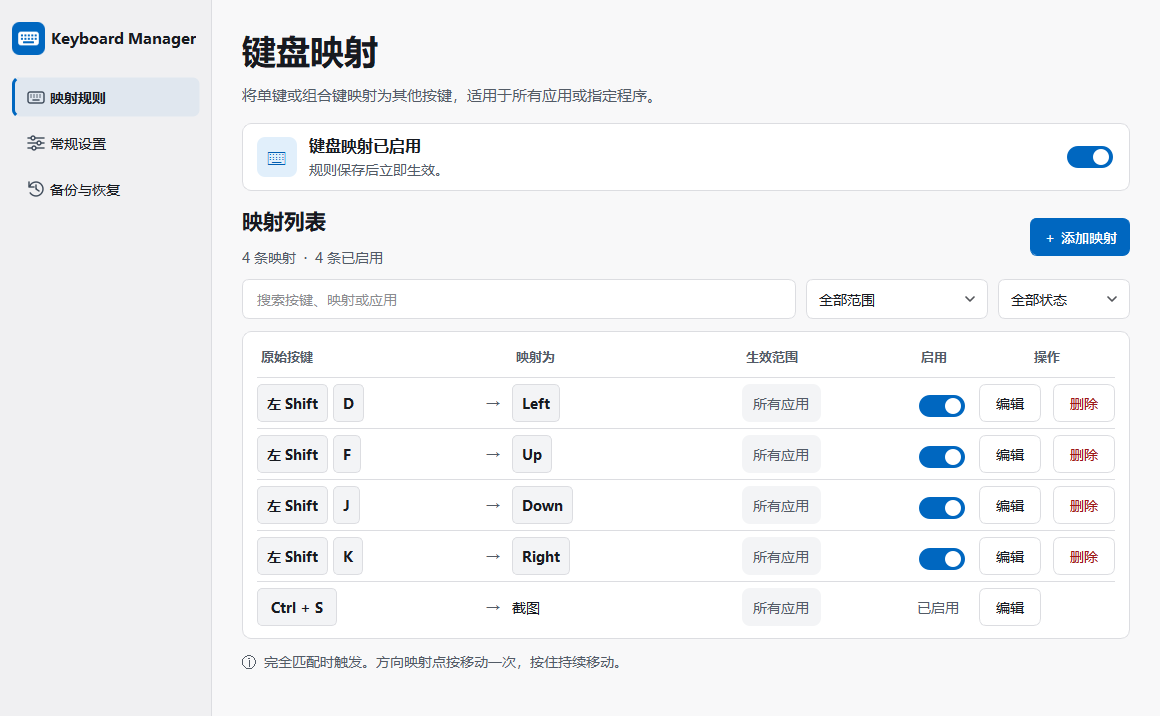 Keyboard Manager
映射规则
常规设置
备份与恢复
键盘映射
将单键或组合键映射为其他按键，适用于所有应用或指定程序。
键盘映射已启用
规则保存后立即生效。
映射列表
4 条映射 · 4 条已启用
+ 添加映射
搜索按键、映射或应用 全部范围 全部状态
原始按键 映射为 生效范围 启用 操作
左 Shift D → Left 所有应用 编辑 删除
左 Shift F → Up 所有应用 编辑 删除
左 Shift J → Down 所有应用 编辑 删除
左 Shift K → Right 所有应用 编辑 删除
Ctrl + S → 截图 所有应用 已启用 编辑
完全匹配时触发。方向映射点按移动一次，按住持续移动。